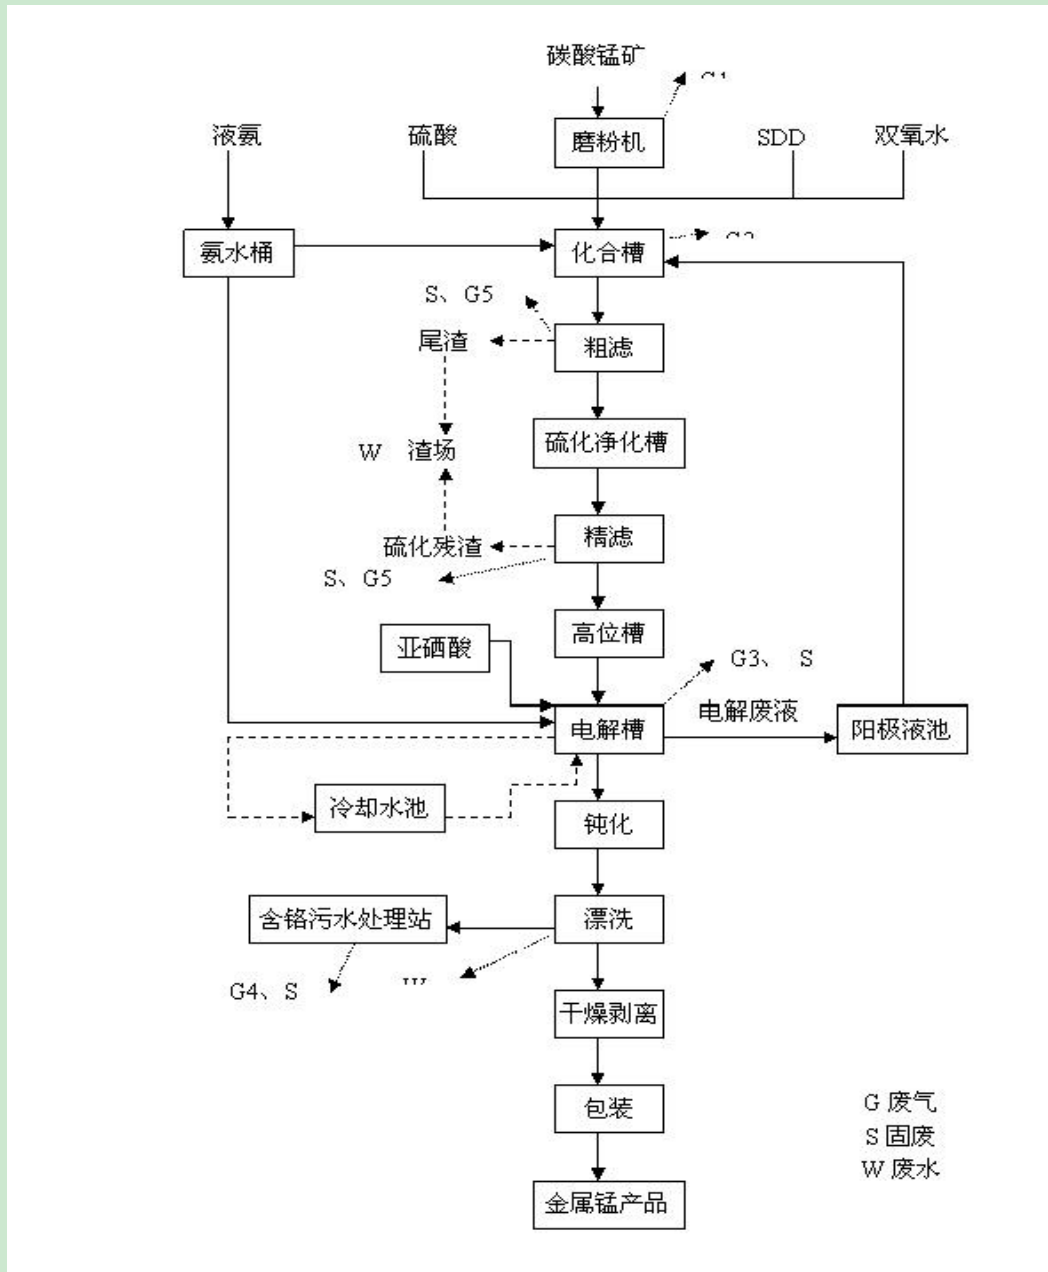 碳酸锰矿
液氨
硫酸
磨粉机
SDD
双氧水
氨水桶
化合槽
S、G5
尾渣
粗滤
硫化净化槽
W 渣场
精滤
硫化残渣
S、G5
高位槽
亚硒酸
G3、 S
电解废液
电解槽
阳极液池
冷却水池
钝化
含铬污水处理站
漂洗
G4、S
干燥剥离
包装
G 废气
S 固废
W 废水
金属锰产品